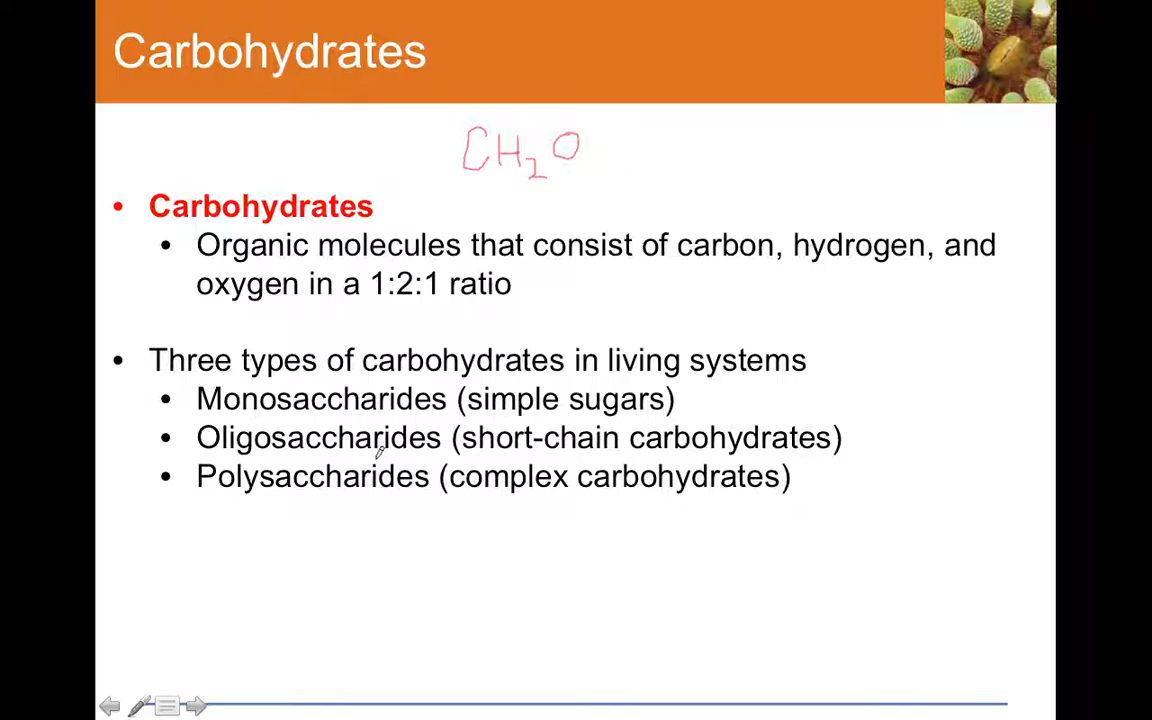 Carbohydrates
CH₂O
• Carbohydrates
• Organic molecules that consist of carbon, hydrogen, and
oxygen in a 1:2:1 ratio
• Three types of carbohydrates in living systems
• Monosaccharides (simple sugars)
• Oligosaccharides (short-chain carbohydrates)
• Polysaccharides (complex carbohydrates)